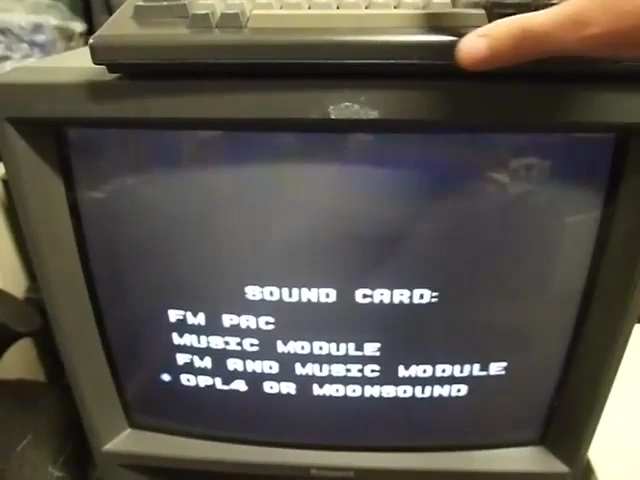 SOUND CARD:
FM PAC
MUSIC MODULE
FM AND MUSIC MODULE
OPL4 OR MOONSOUND